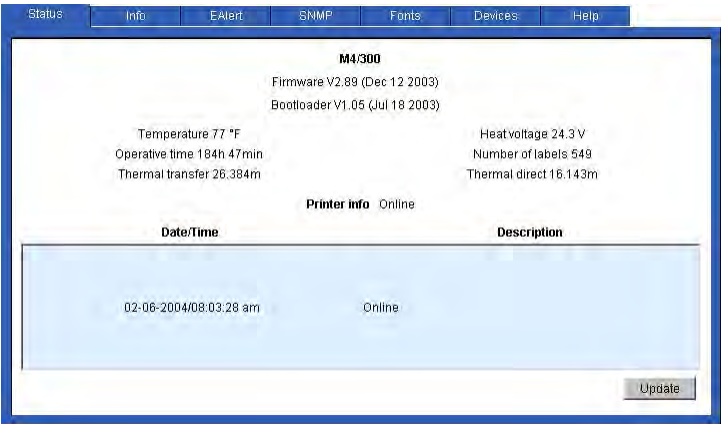 Status Info EAlert SNMP Fonts Devices Help
M4/300
Firmware V2.89 (Dec 12 2003)
Bootloader V1.05 (Jul 18 2003)
Temperature 77 °F Heat voltage 24.3 V
Operative time 184h 47min Number of labels 549
Thermal transfer 26.384m Thermal direct 16.143m
Printer info Online
Date/Time Description
02-06-2004/08:03:28 am Online
Update